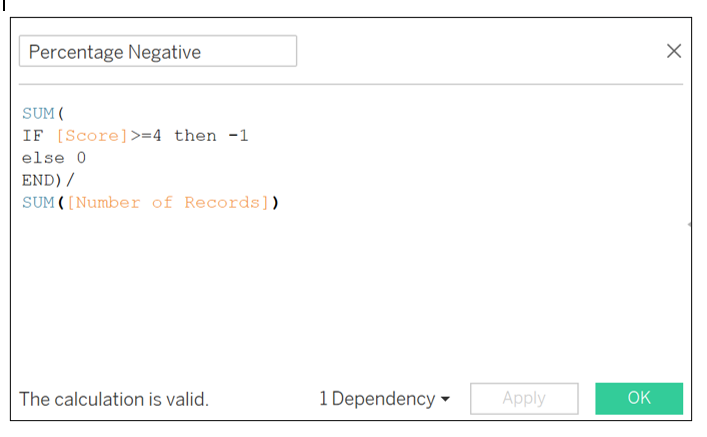 Percentage Negative
SUM(
IF [Score]>=4 then -1
else 0
END)/
SUM([Number of Records])
The calculation is valid.
1 Dependency
Apply
OK